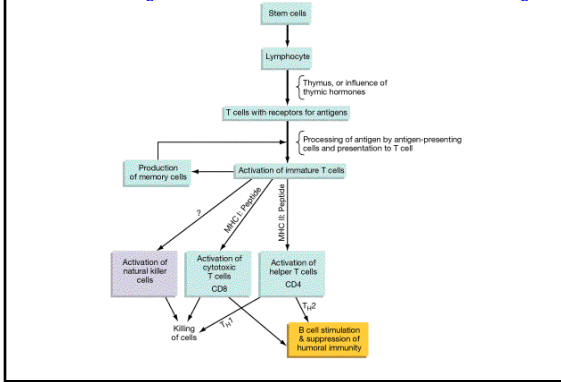 Stem cells
Lymphocyte
Thymus, or influence of
thymic hormones
T cells with receptors for antigens
Processing of antigen by antigen-presenting
cells and presentation to T cell
Production
of memory cells
Activation of immature T cells
?
MHC I: Peptide
MHC II: Peptide
Activation of
natural killer
cells
Activation of
cytotoxic
T cells
CD8
Activation of
helper T cells
CD4
Killing
of cells
TH1
TH2
B cell stimulation
& suppression of
humoral immunity